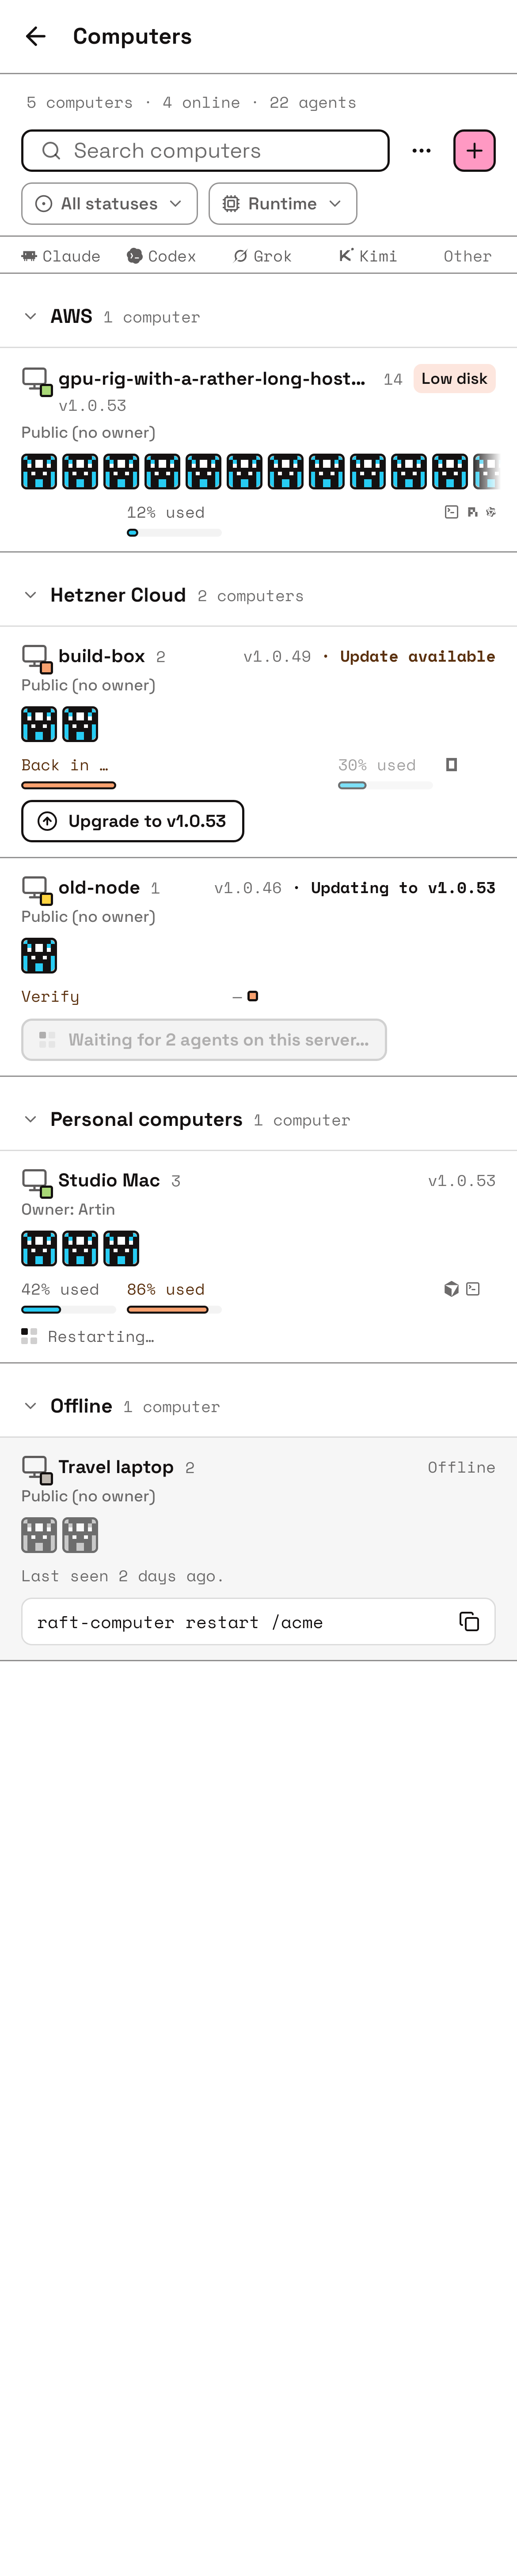 Computers
5 computers · 4 online · 22 agents
Search computers
All statuses Runtime
Claude Codex Grok Kimi Other
AWS 1 computer
gpu-rig-with-a-rather-long-host... 14 Low disk
v1.0.53
Public (no owner)
12% used
Hetzner Cloud 2 computers
build-box 2 v1.0.49 · Update available
Public (no owner)
Back in … 30% used
Upgrade to v1.0.53
old-node 1 v1.0.46 · Updating to v1.0.53
Public (no owner)
Verify —
Waiting for 2 agents on this server...
Personal computers 1 computer
Studio Mac 3 v1.0.53
Owner: Artin
42% used 86% used
Restarting…
Offline 1 computer
Travel laptop 2 Offline
Public (no owner)
Last seen 2 days ago.
raft-computer restart /acme